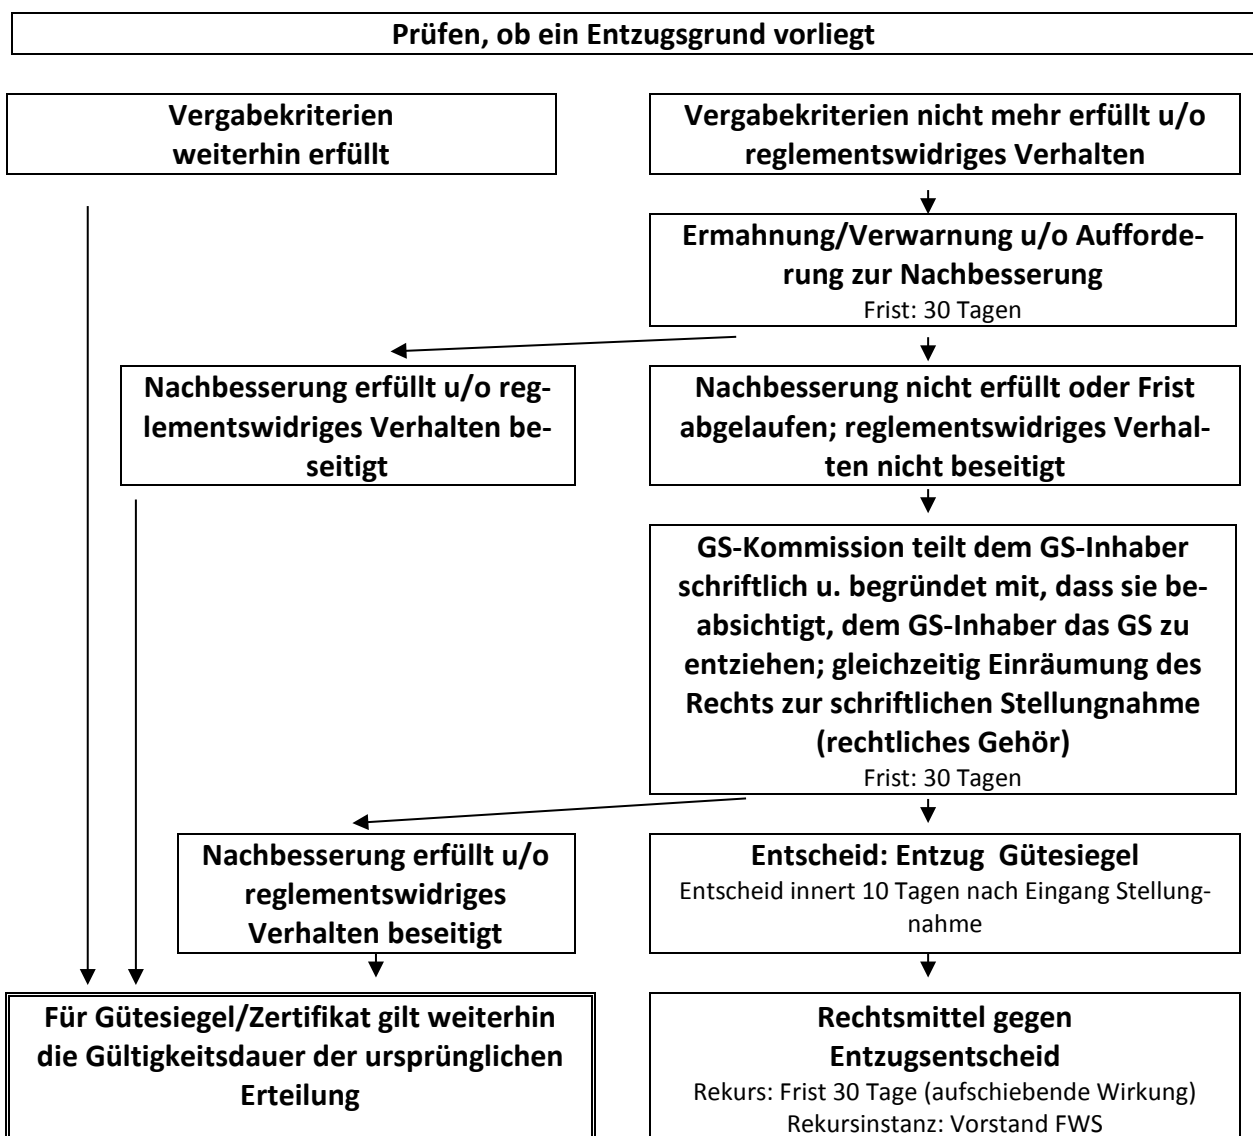 Prüfen, ob ein Entzugsgrund vorliegt
Vergabekriterien
weiterhin erfüllt
Vergabekriterien nicht mehr erfüllt u/o
reglementswidriges Verhalten
Ermahnung/Verwarnung u/o Aufforde-
rung zur Nachbesserung
Frist: 30 Tagen
Nachbesserung erfüllt u/o reg-
lementswidriges Verhalten be-
seitigt
Nachbesserung nicht erfüllt oder Frist
abgelaufen; reglementswidriges Verhal-
ten nicht beseitigt
GS-Kommission teilt dem GS-Inhaber
schriftlich u. begründet mit, dass sie be-
absichtigt, dem GS-Inhaber das GS zu
entziehen; gleichzeitig Einräumung des
Rechts zur schriftlichen Stellungnahme
(rechtliches Gehör)
Frist: 30 Tagen
Nachbesserung erfüllt u/o
reglementswidriges
Verhalten beseitigt
Entscheid: Entzug  Gütesiegel
Entscheid innert 10 Tagen nach Eingang Stellung-
nahme
Für Gütesiegel/Zertifikat gilt weiterhin
die Gültigkeitsdauer der ursprünglichen
Erteilung
Rechtsmittel gegen
Entzugsentscheid
Rekurs: Frist 30 Tage (aufschiebende Wirkung)
Rekursinstanz: Vorstand FWS